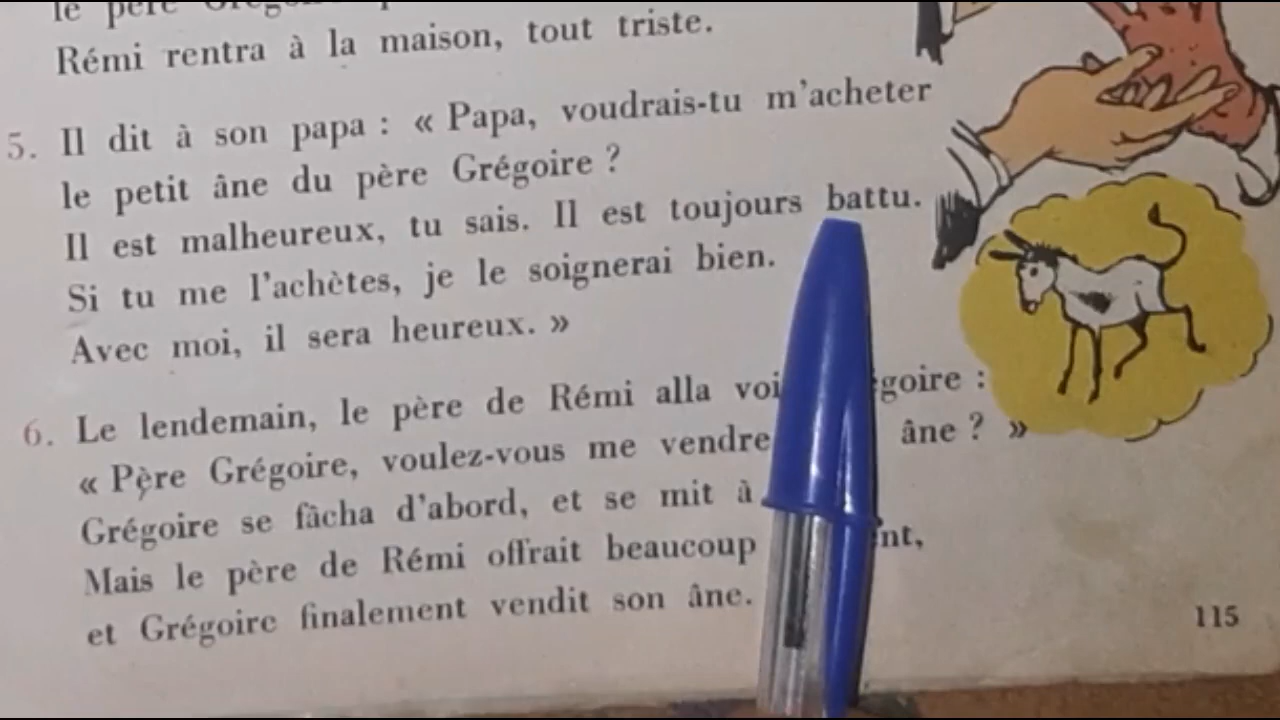 le père
Rémi rentra à la maison, tout triste.
5. Il dit à son papa : « Papa, voudrais-tu m'acheter
le petit âne du père Grégoire ?
Il est malheureux, tu sais. Il est toujours battu.
Si tu me l'achètes, je le soignerai bien.
Avec moi, il sera heureux. »
6. Le lendemain, le père de Rémi alla goire :
« Père Grégoire, voulez-vous me vendre âne ? »
Grégoire se fâcha d'abord, et se mit à
Mais le père de Rémi offrait beaucoup nt,
et Grégoire finalement vendit son âne.
115